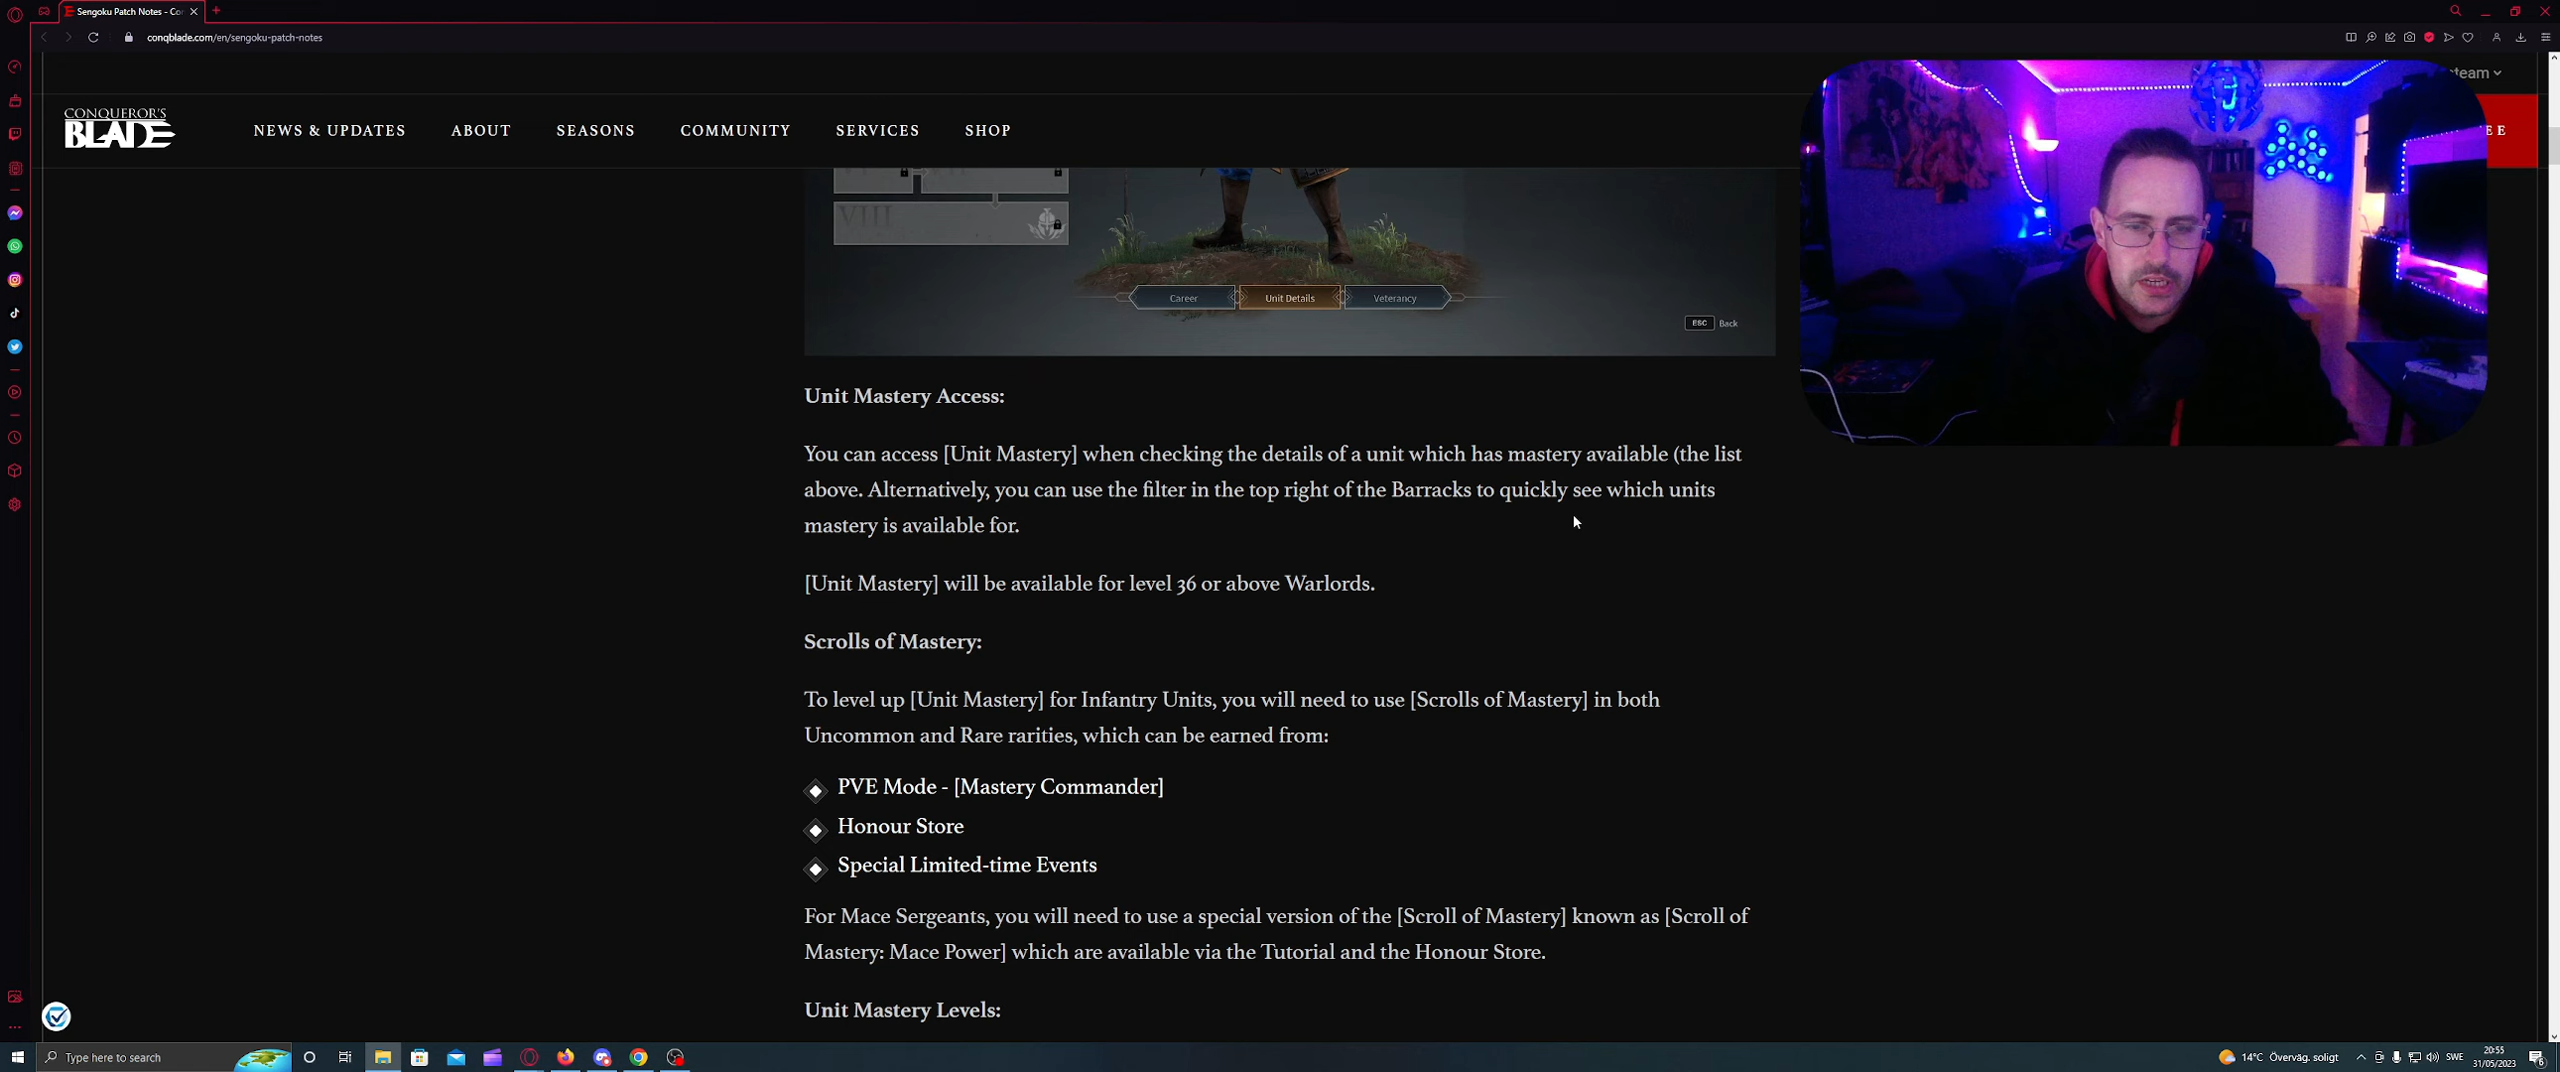 Sengoku Patch Notes - Co
conqblade.com/en/sengoku-patch-notes
steam
CONQUEROR'S
BLADE
NEWS & UPDATES
ABOUT
SEASONS
COMMUNITY
SERVICES
SHOP
EE
VIII
Career
Unit Details
Veterancy
ESC Back
Unit Mastery Access:
You can access [Unit Mastery] when checking the details of a unit which has mastery available (the list
above. Alternatively, you can use the filter in the top right of the Barracks to quickly see which units
mastery is available for.
[Unit Mastery] will be available for level 36 or above Warlords.
Scrolls of Mastery:
To level up [Unit Mastery] for Infantry Units, you will need to use [Scrolls of Mastery] in both
Uncommon and Rare rarities, which can be earned from:
PVE Mode - [Mastery Commander]
Honour Store
Special Limited-time Events
For Mace Sergeants, you will need to use a special version of the [Scroll of Mastery] known as [Scroll of
Mastery: Mace Power] which are available via the Tutorial and the Honour Store.
Unit Mastery Levels:
Type here to search
14°C Överväg. soligt
SWE
20:55
31/05/2023
6